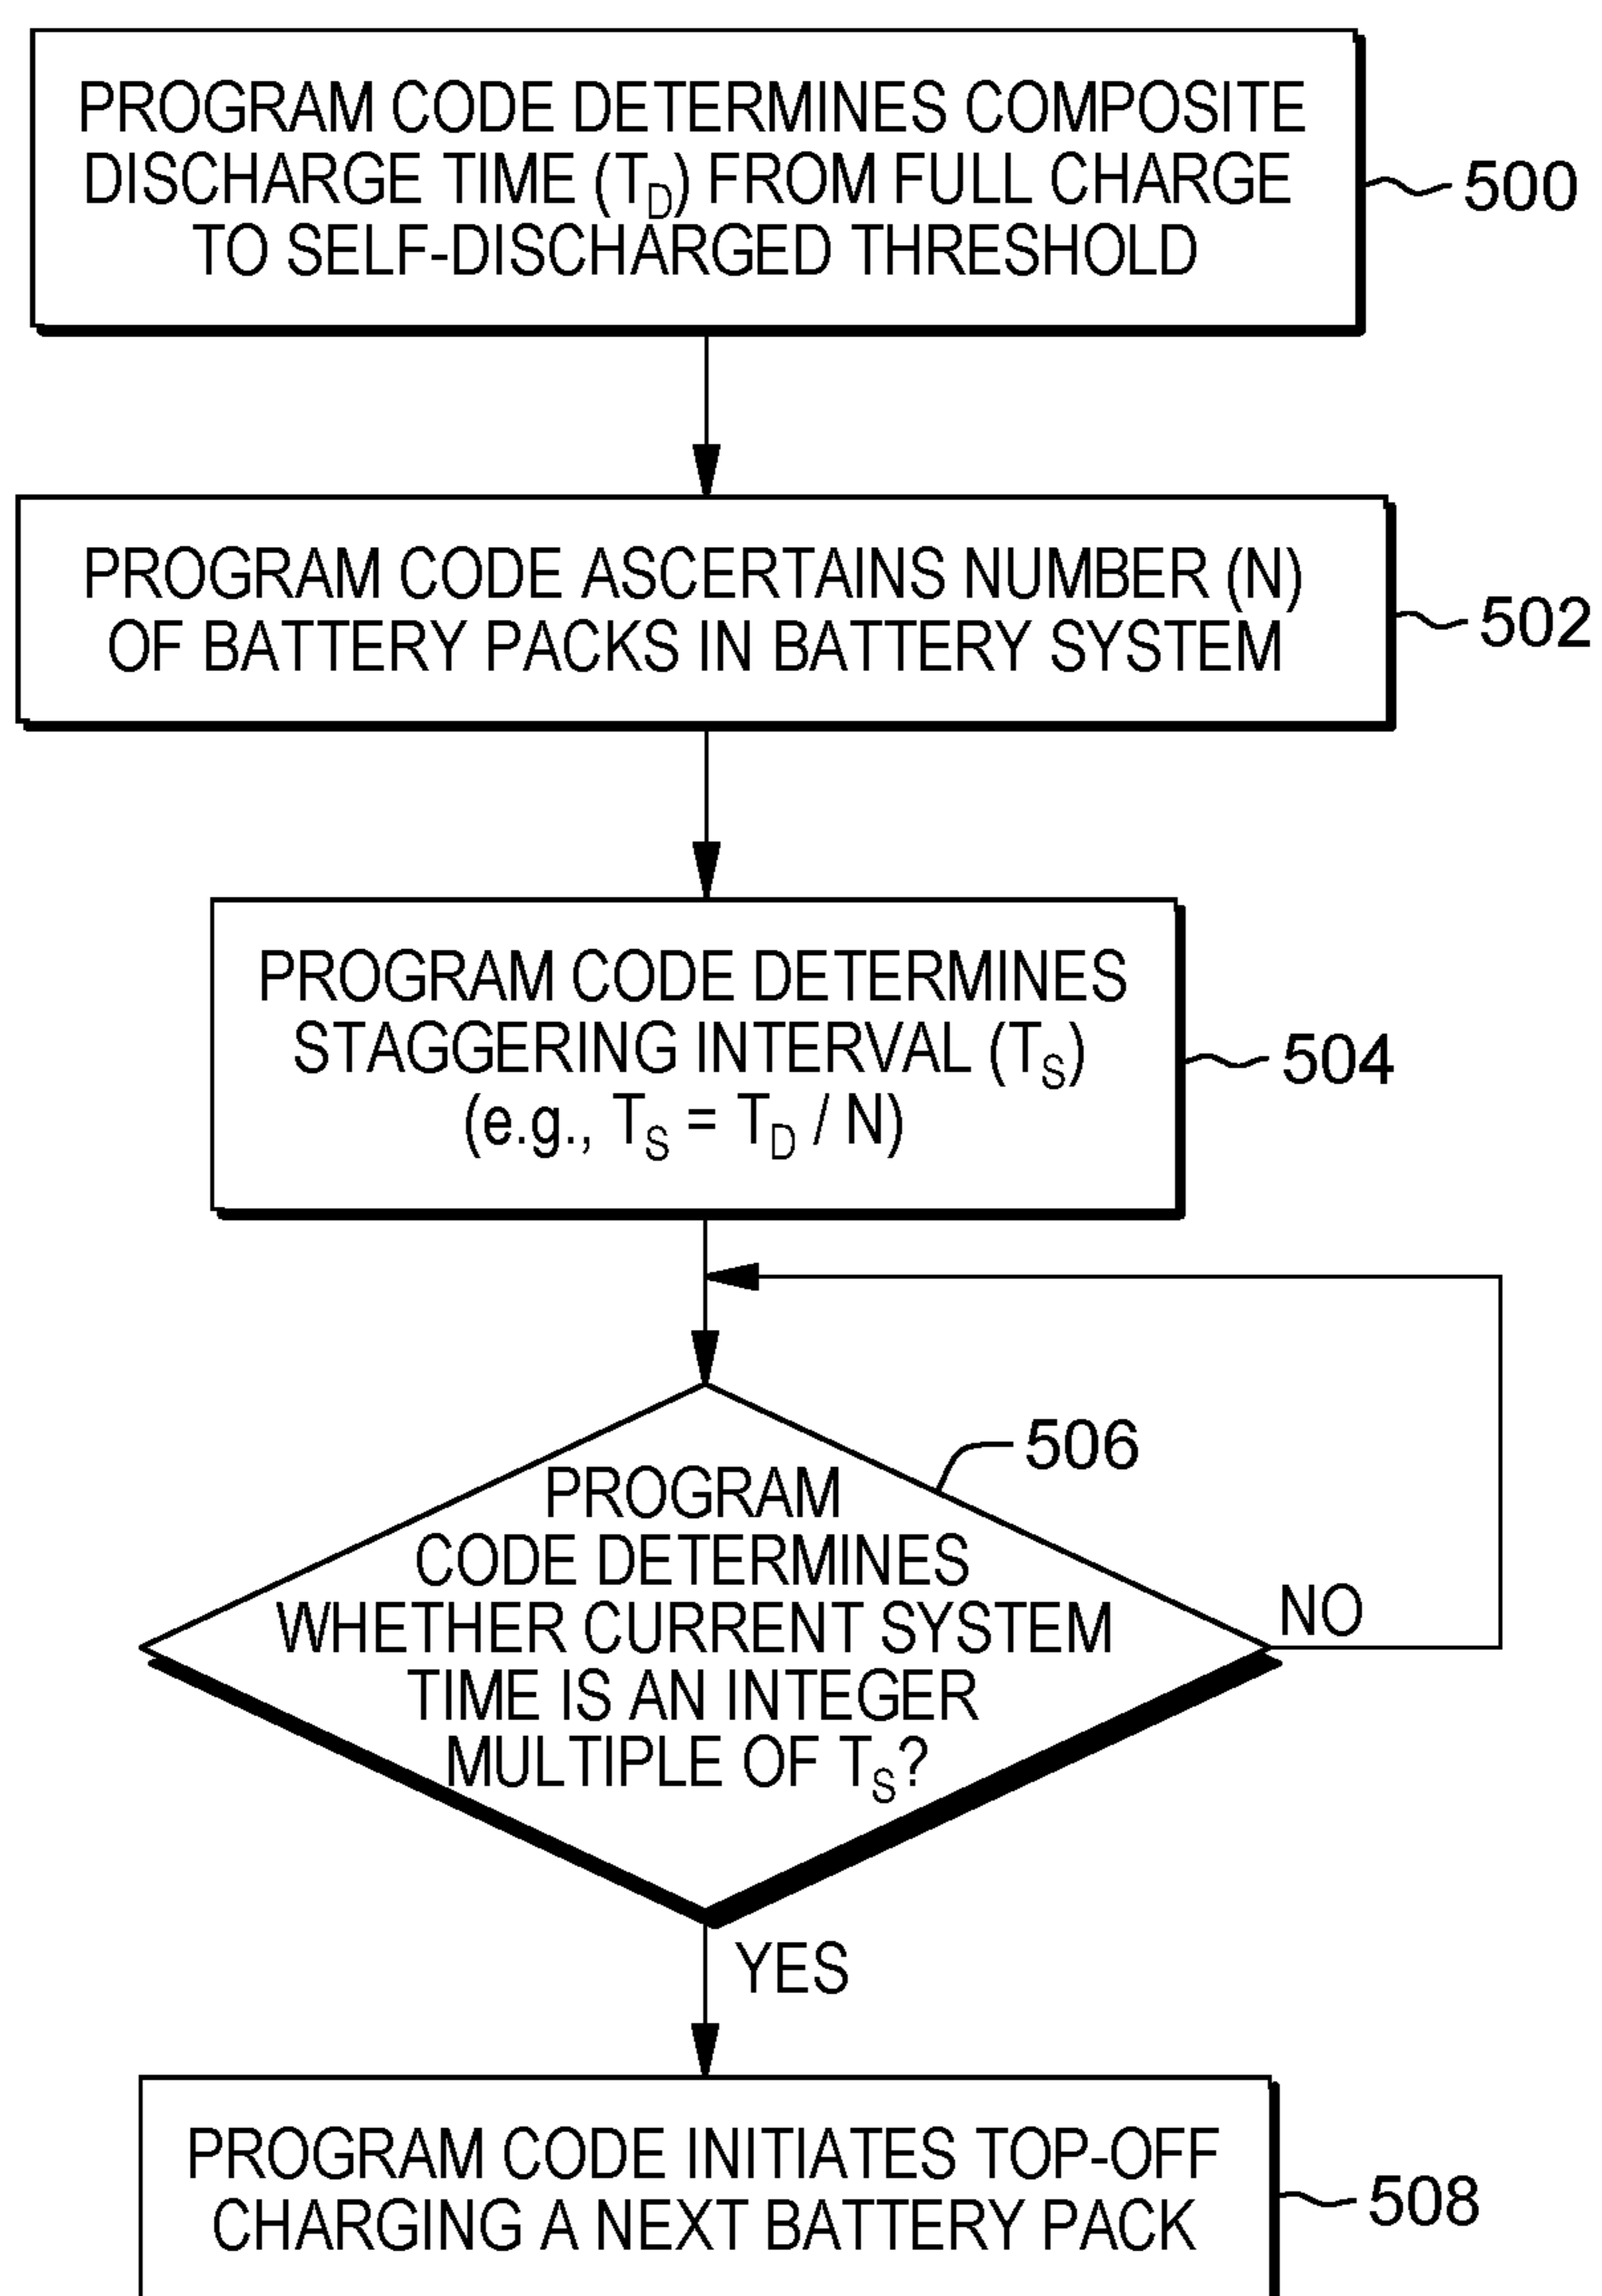 PROGRAM CODE DETERMINES COMPOSITE
DISCHARGE TIME (TD) FROM FULL CHARGE
TO SELF-DISCHARGED THRESHOLD
500
PROGRAM CODE ASCERTAINS NUMBER (N)
OF BATTERY PACKS IN BATTERY SYSTEM
502
PROGRAM CODE DETERMINES
STAGGERING INTERVAL (TS)
(e.g., TS = TD / N)
504
506
PROGRAM
CODE DETERMINES
WHETHER CURRENT SYSTEM
TIME IS AN INTEGER
MULTIPLE OF TS?
NO
YES
PROGRAM CODE INITIATES TOP-OFF
CHARGING A NEXT BATTERY PACK
508